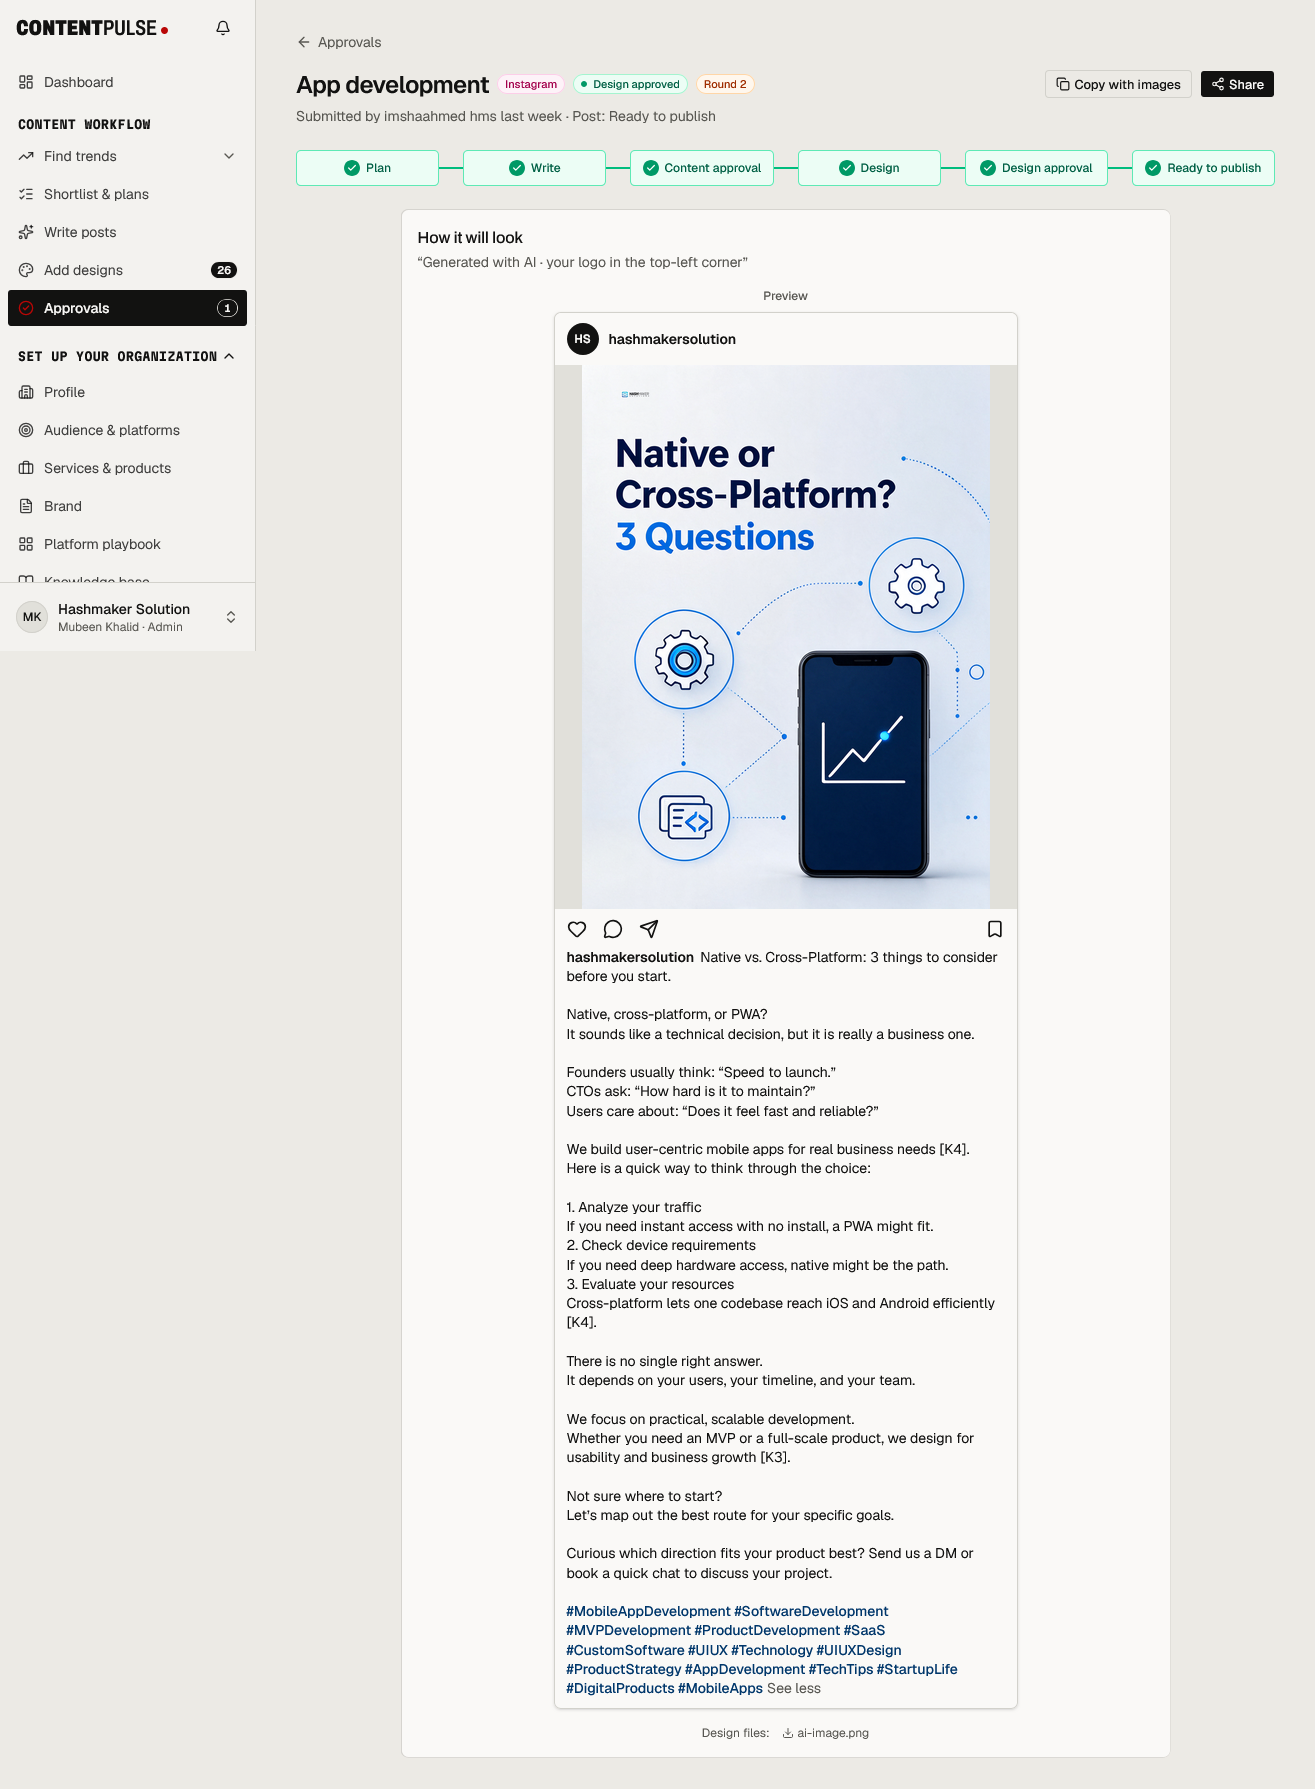 CONTENTPULSE
Dashboard
CONTENT WORKFLOW
Find trends
Shortlist & plans
Write posts
Add designs 26
Approvals 1
SET UP YOUR ORGANIZATION
Profile
Audience & platforms
Services & products
Brand
Platform playbook
Knowledge base
MK
Hashmaker Solution
Mubeen Khalid · Admin
Approvals
App development Instagram Design approved Round 2
Copy with images Share
Submitted by imshaahmed hms last week · Post: Ready to publish
Plan Write Content approval Design Design approval Ready to publish
How it will look
“Generated with AI · your logo in the top-left corner”
Preview
HS hashmakersolution
Native or
Cross-Platform?
3 Questions
hashmakersolution Native vs. Cross-Platform: 3 things to consider
before you start.
Native, cross-platform, or PWA?
It sounds like a technical decision, but it is really a business one.
Founders usually think: “Speed to launch.”
CTOs ask: “How hard is it to maintain?”
Users care about: “Does it feel fast and reliable?”
We build user-centric mobile apps for real business needs [K4].
Here is a quick way to think through the choice:
1. Analyze your traffic
If you need instant access with no install, a PWA might fit.
2. Check device requirements
If you need deep hardware access, native might be the path.
3. Evaluate your resources
Cross-platform lets one codebase reach iOS and Android efficiently
[K4].
There is no single right answer.
It depends on your users, your timeline, and your team.
We focus on practical, scalable development.
Whether you need an MVP or a full-scale product, we design for
usability and business growth [K3].
Not sure where to start?
Let’s map out the best route for your specific goals.
Curious which direction fits your product best? Send us a DM or
book a quick chat to discuss your project.
#MobileAppDevelopment #SoftwareDevelopment
#MVPDevelopment #ProductDevelopment #SaaS
#CustomSoftware #UIUX #Technology #UIUXDesign
#ProductStrategy #AppDevelopment #TechTips #StartupLife
#DigitalProducts #MobileApps See less
Design files: ai-image.png